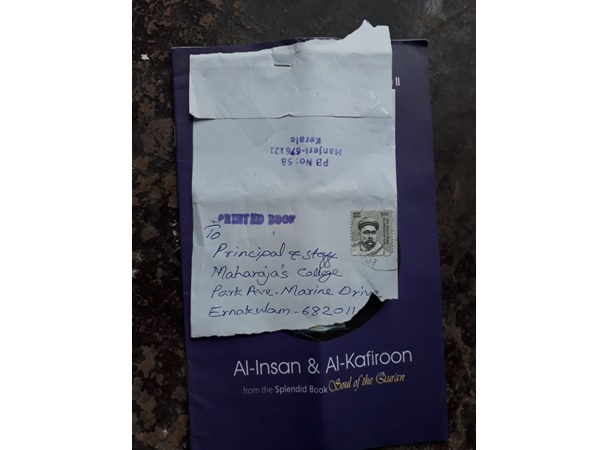 II
PB No: 58
Manjeri-676121
Kerala
PRINTED BOOK
To
Principal & Staff
Maharaja's College
Park Ave. Marine Drive
Ernakulam - 682011
Al-Insan & Al-Kafiroon
from the Splendid Book Soul of the Quran